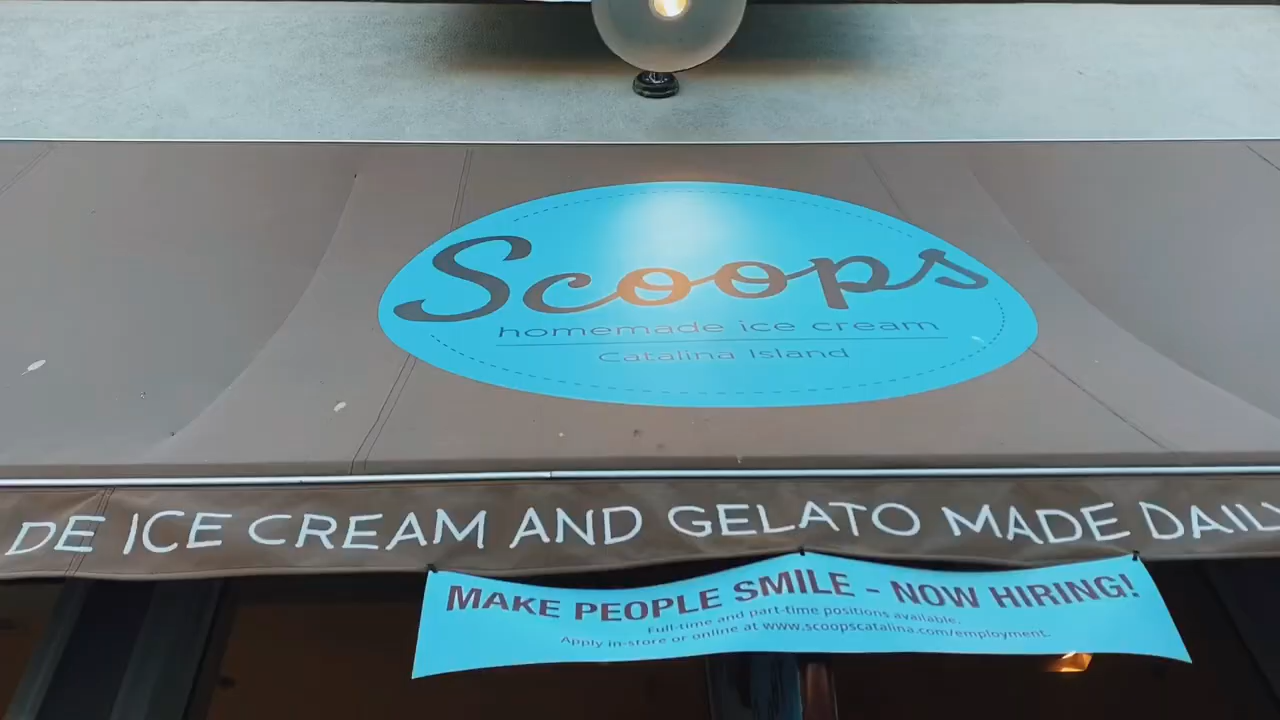 Scoops
homemade ice cream
Catalina Island
DE ICE CREAM AND GELATO MADE DAILY
MAKE PEOPLE SMILE - NOW HIRING!
Full-time and part-time positions available.
Apply in-store or online at www.scoopscatalina.com/employment.